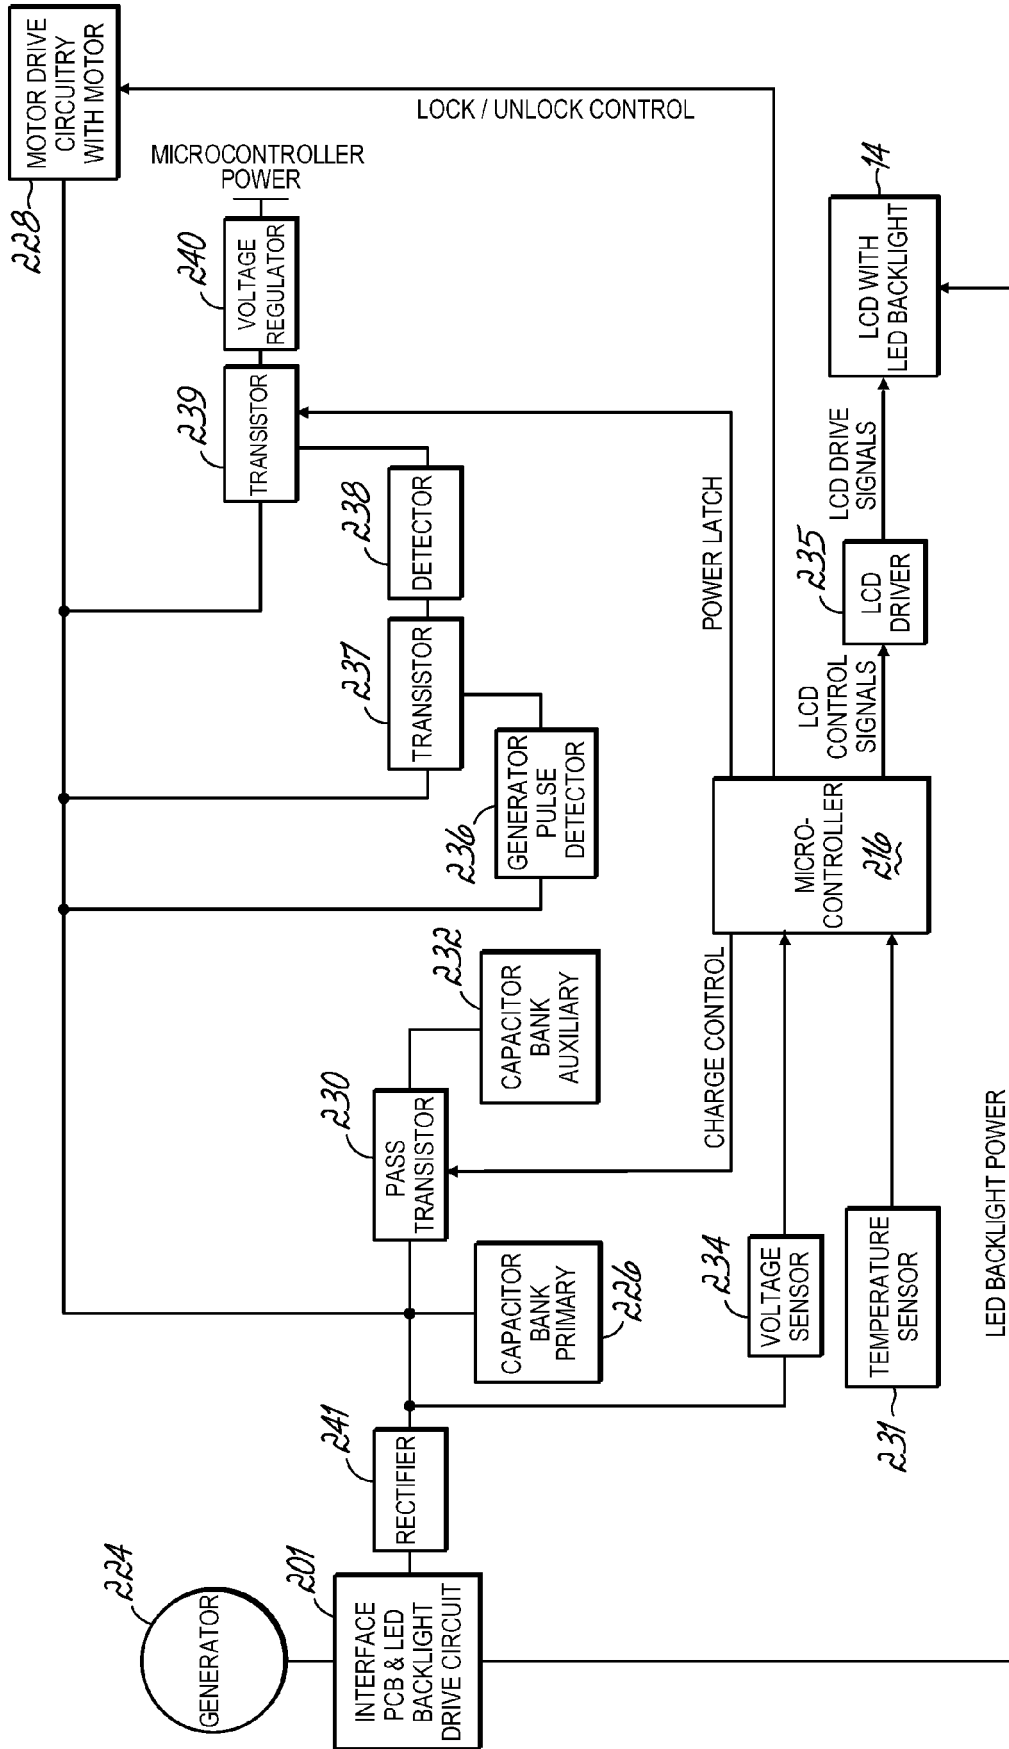 GENERATOR
224
INTERFACE
PCB & LED
BACKLIGHT
DRIVE CIRCUIT
201
RECTIFIER
241
CAPACITOR
BANK
PRIMARY
226
PASS
TRANSISTOR
230
CAPACITOR
BANK
AUXILIARY
232
GENERATOR
PULSE
DETECTOR
236
TRANSISTOR
237
DETECTOR
238
TRANSISTOR
239
VOLTAGE
REGULATOR
240
MICROCONTROLLER
POWER
MOTOR DRIVE
CIRCUITRY
WITH MOTOR
228
LOCK / UNLOCK CONTROL
POWER LATCH
CHARGE CONTROL
VOLTAGE
SENSOR
234
TEMPERATURE
SENSOR
231
MICRO-
CONTROLLER
216
LCD
CONTROL
SIGNALS
LCD
DRIVER
235
LCD DRIVE
SIGNALS
LCD WITH
LED BACKLIGHT
14
LED BACKLIGHT POWER